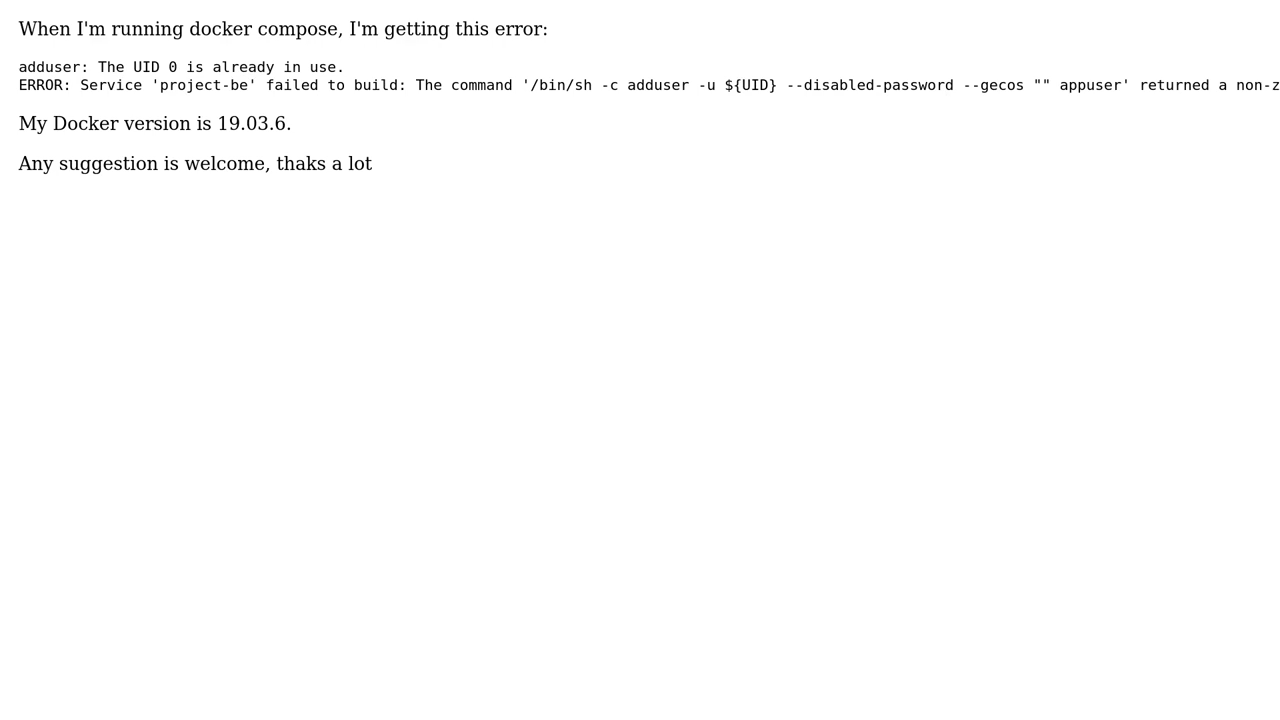 When I'm running docker compose, I'm getting this error:
adduser: The UID 0 is already in use.
ERROR: Service 'project-be' failed to build: The command '/bin/sh -c adduser -u ${UID} --disabled-password --gecos "" appuser' returned a non-z
My Docker version is 19.03.6.
Any suggestion is welcome, thaks a lot